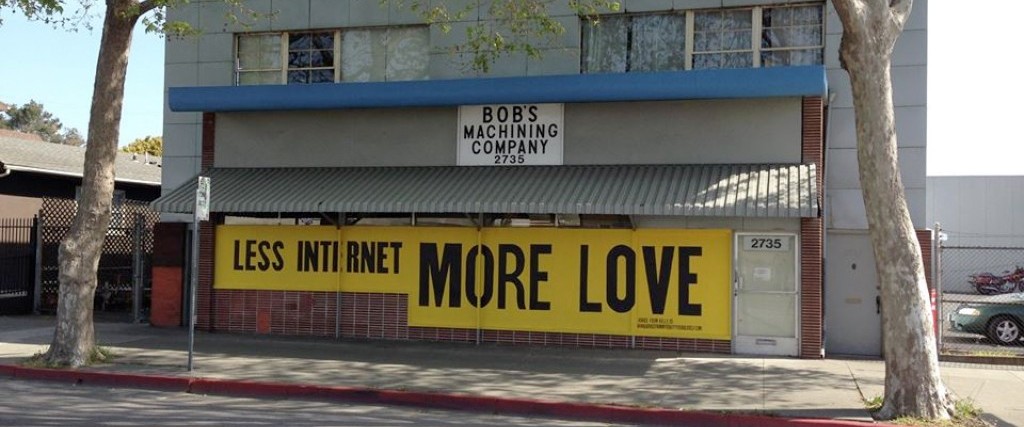 BOB'S
MACHINING
COMPANY
2735
LESS INTERNET MORE LOVE
2735